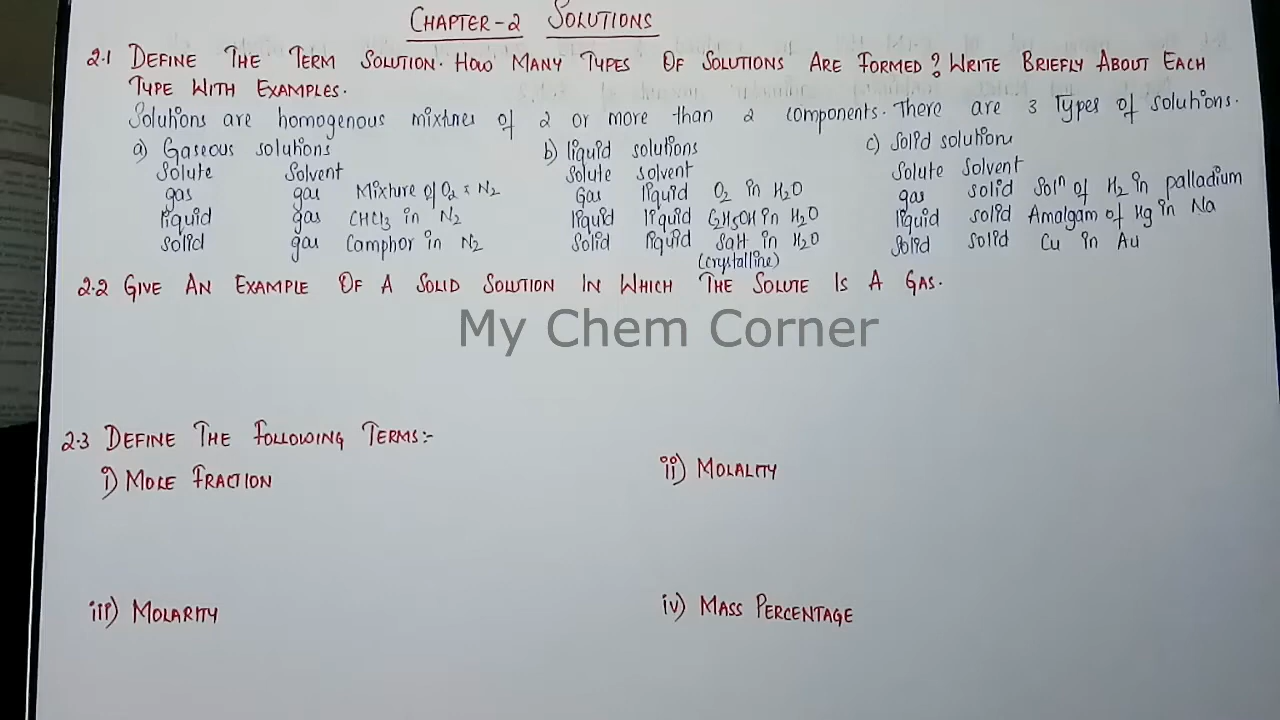 CHAPTER-2 SOLUTIONS
2.1 DEFINE THE TERM SOLUTION. HOW MANY TYPES OF SOLUTIONS ARE FORMED? WRITE BRIEFLY ABOUT EACH
TYPE WITH EXAMPLES.
Solutions are homogenous mixtures of 2 or more than 2 components. There are 3 Types of solutions.
a) Gaseous solutions
Solute Solvent
gas gas Mixture of O₂ & N₂
liquid gas CHCl₃ in N₂
solid gas Camphor in N₂
b) liquid solutions
Solute solvent
Gas liquid O₂ in H₂O
liquid liquid C₂H₅OH in H₂O
Solid liquid Salt in H₂O
(crystalline)
c) Solid solutions
Solute Solvent
gas solid Solⁿ of H₂ in palladium
liquid solid Amalgam of Hg in Na
Solid solid Cu in Au
2.2 GIVE AN EXAMPLE OF A SOLID SOLUTION IN WHICH THE SOLUTE IS A GAS.
My Chem Corner
2.3 DEFINE THE FOLLOWING TERMS:-
i) MOLE FRACTION
ii) MOLALITY
iii) MOLARITY
iv) MASS PERCENTAGE